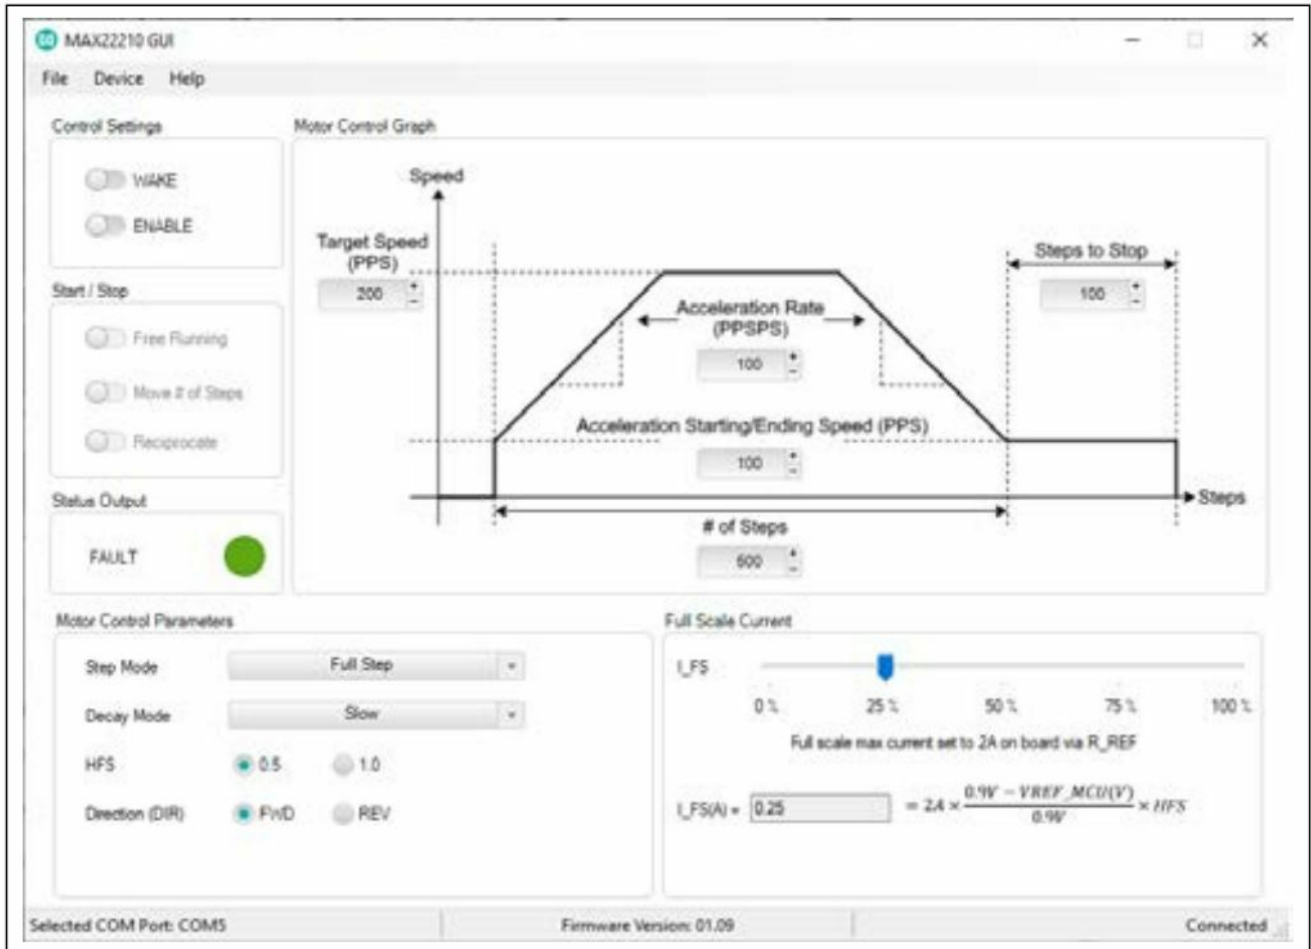 MAX22210 GUI
File Device Help
Control Settings
WAKE
ENABLE
Start / Stop
Free Running
Move # of Steps
Reciprocate
Status Output
FAULT
Motor Control Graph
Speed
Target Speed
(PPS)
200
Acceleration Rate
(PPSPS)
100
Steps to Stop
100
Acceleration Starting/Ending Speed (PPS)
100
Steps
# of Steps
600
Motor Control Parameters
Step Mode Full Step
Decay Mode Slow
HFS 0.5 1.0
Direction (DIR) FWD REV
Full Scale Current
I_FS
0 % 25 % 50 % 75 % 100 %
Full scale max current set to 2A on board via R_REF
I_FS(A) = 0.25 = 2A × (0.9V − VREF_MCU(V)) / 0.9V × HFS
Selected COM Port: COM5 Firmware Version: 01.09 Connected